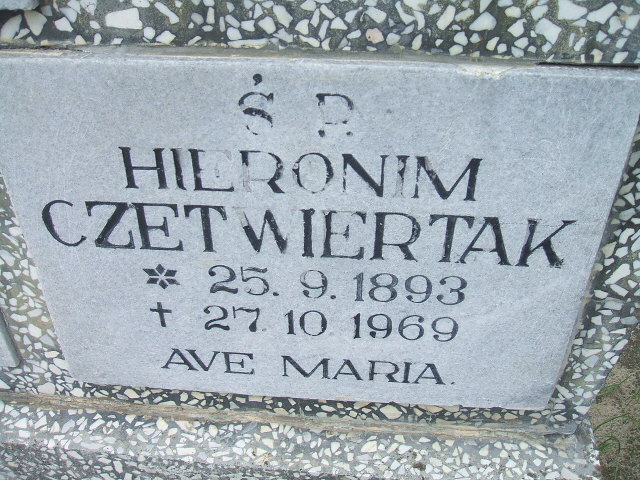 Ś P.
HIERONIM
CZETWIERTAK
* 25. 9. 1893
† 27. 10. 1969
AVE MARIA.